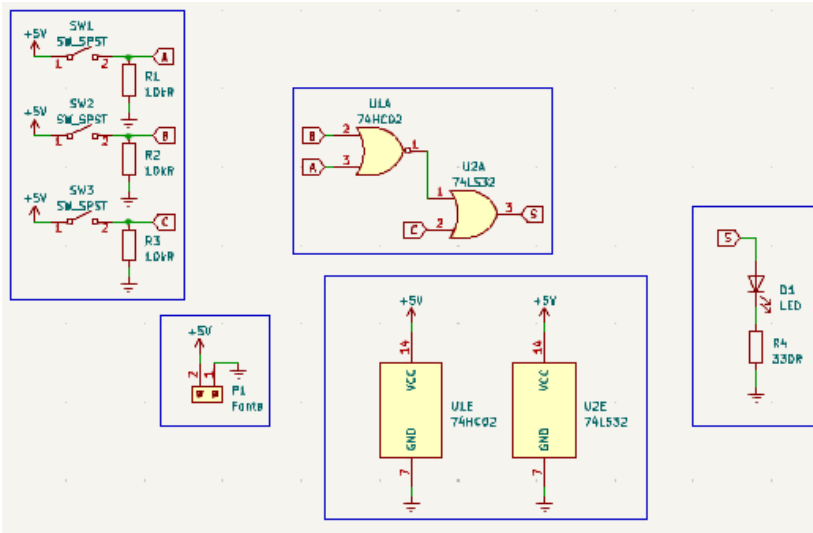 SW1
+5V
SW_SPST
1
2
A
R1
10kR
SW2
+5V
SW_SPST
1
2
B
R2
10kR
SW3
+5V
SW_SPST
1
2
C
R3
10kR
U1A
74HC02
B
2
1
A
3
U2A
74LS32
1
3
S
C
2
+5V
2
1
P1
Fonte
+5V
14
VCC
U1E
74HC02
GND
7
+5V
14
VCC
U2E
74LS32
GND
7
S
D1
LED
R4
330R